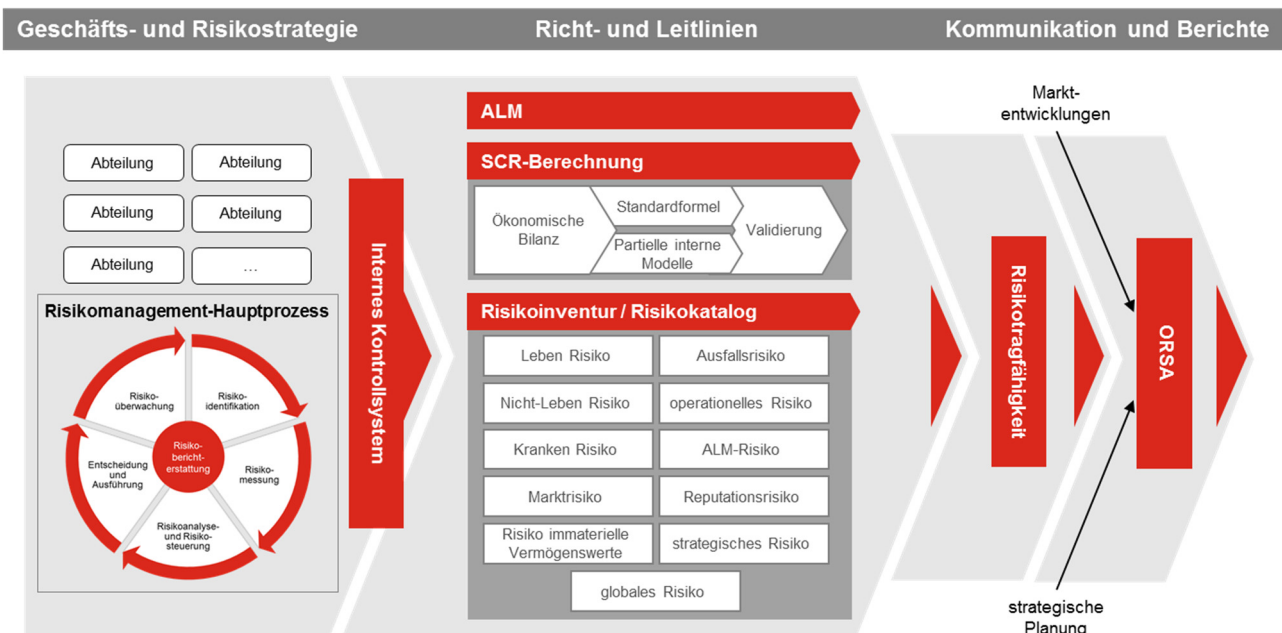 Geschäfts- und Risikostrategie
Richt- und Leitlinien
Kommunikation und Berichte
Abteilung
Abteilung
Abteilung
Abteilung
Abteilung
...
Risikomanagement-Hauptprozess
Risiko-
überwachung
Risiko-
identifikation
Risiko-
bericht-
erstattung
Entscheidung
und
Ausführung
Risiko-
messung
Risikoanalyse-
und Risiko-
steuerung
Internes Kontrollsystem
ALM
SCR-Berechnung
Ökonomische
Bilanz
Standardformel
Partielle interne
Modelle
Validierung
Risikoinventur / Risikokatalog
Leben Risiko
Ausfallsrisiko
Nicht-Leben Risiko
operationelles Risiko
Kranken Risiko
ALM-Risiko
Marktrisiko
Reputationsrisiko
Risiko immaterielle
Vermögenswerte
strategisches Risiko
globales Risiko
Risikotragfähigkeit
Markt-
entwicklungen
ORSA
strategische
Planung